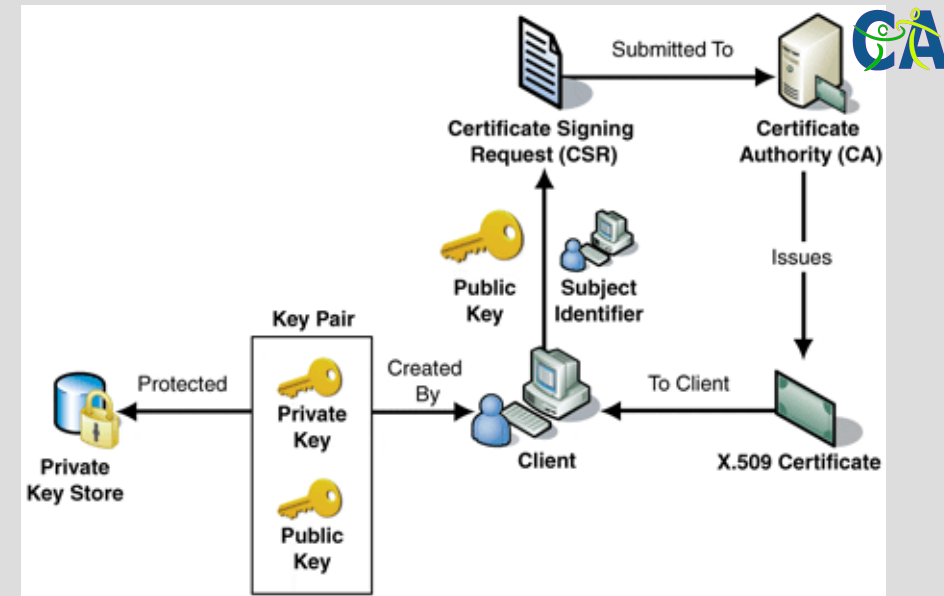 CA
Submitted To
Certificate Signing
Request (CSR)
Certificate
Authority (CA)
Public
Key
Subject
Identifier
Issues
Key Pair
Protected
Private
Key
Created
By
To Client
Private
Key Store
Client
X.509 Certificate
Public
Key